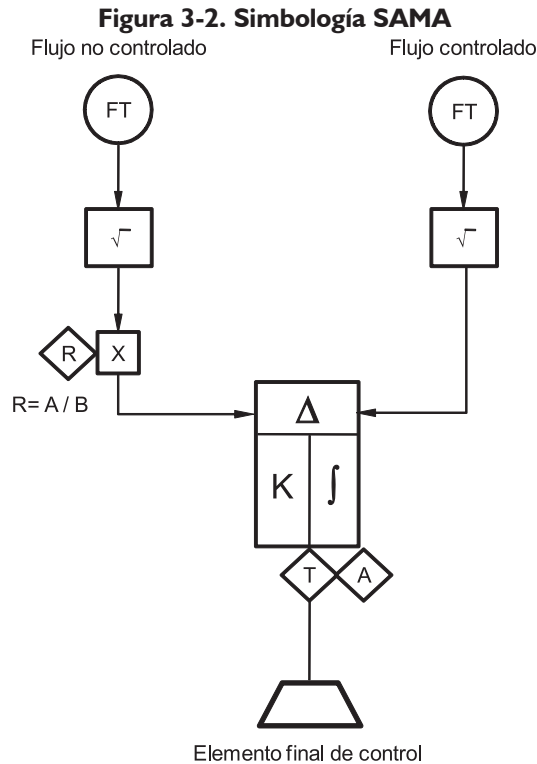 Figura 3-2. Simbología SAMA
Flujo no controlado
Flujo controlado
FT
FT
√
√
R
X
R= A / B
Δ
K
∫
T
A
Elemento final de control